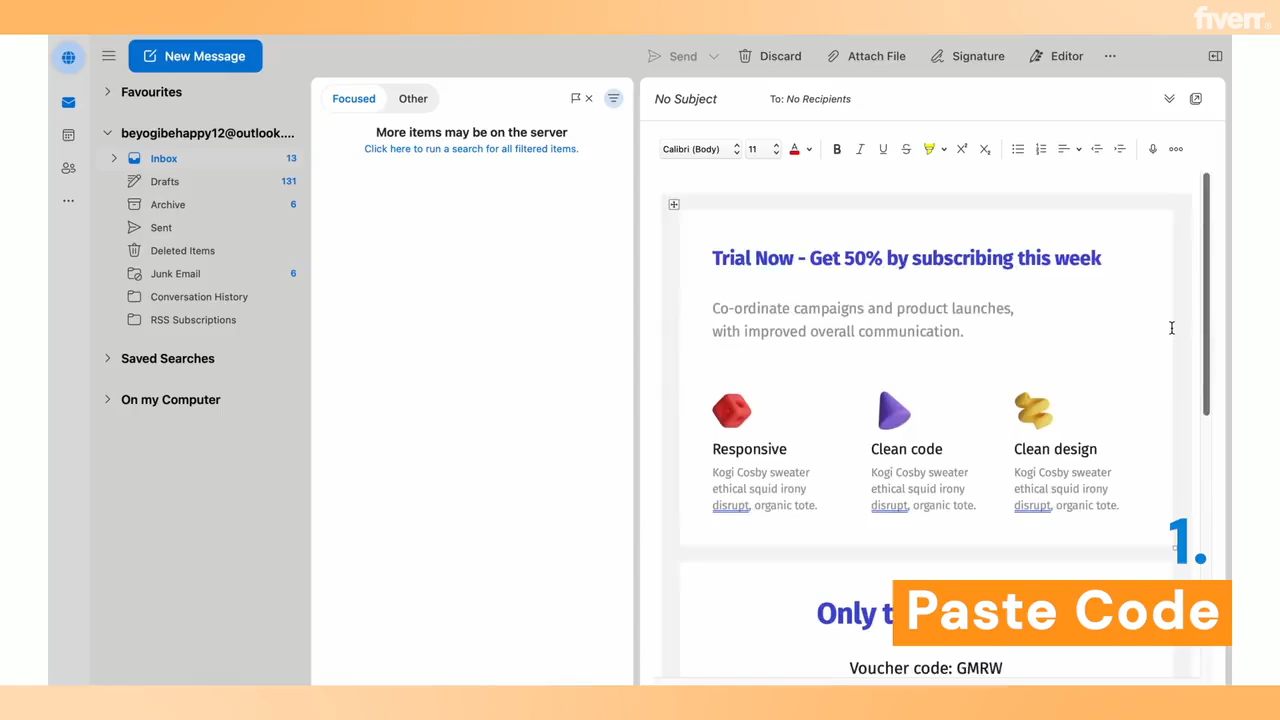 fiverr.
New Message
Send
Discard
Attach File
Signature
Editor
Favourites
beyogibehappy12@outlook....
Inbox 13
Drafts 131
Archive 6
Sent
Deleted Items
Junk Email 6
Conversation History
RSS Subscriptions
Saved Searches
On my Computer
Focused
Other
More items may be on the server
Click here to run a search for all filtered items.
No Subject
To: No Recipients
Calibri (Body)
11
Trial Now - Get 50% by subscribing this week
Co-ordinate campaigns and product launches,
with improved overall communication.
Responsive
Kogi Cosby sweater
ethical squid irony
disrupt, organic tote.
Clean code
Kogi Cosby sweater
ethical squid irony
disrupt, organic tote.
Clean design
Kogi Cosby sweater
ethical squid irony
disrupt, organic tote.
Only t
Voucher code: GMRW
1.
Paste Code